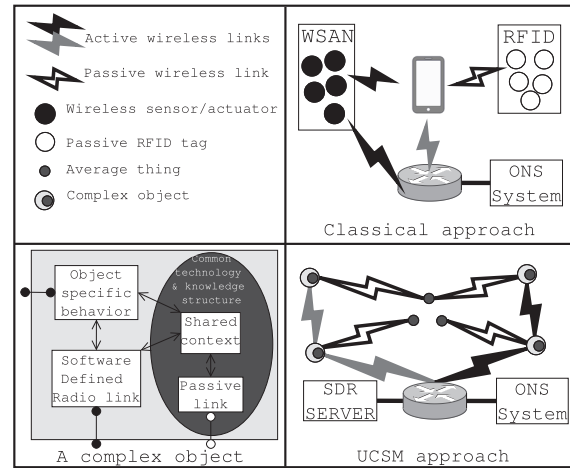 Active wireless links
Passive wireless link
Wireless sensor/actuator
Passive RFID tag
Average thing
Complex object
WSAN
RFID
ONS
System
Classical approach
Common
technology
& knowledge
structure
Object
specific
behavior
Shared
context
Software
Defined
Radio link
Passive
link
A complex object
SDR
SERVER
ONS
System
UCSM approach